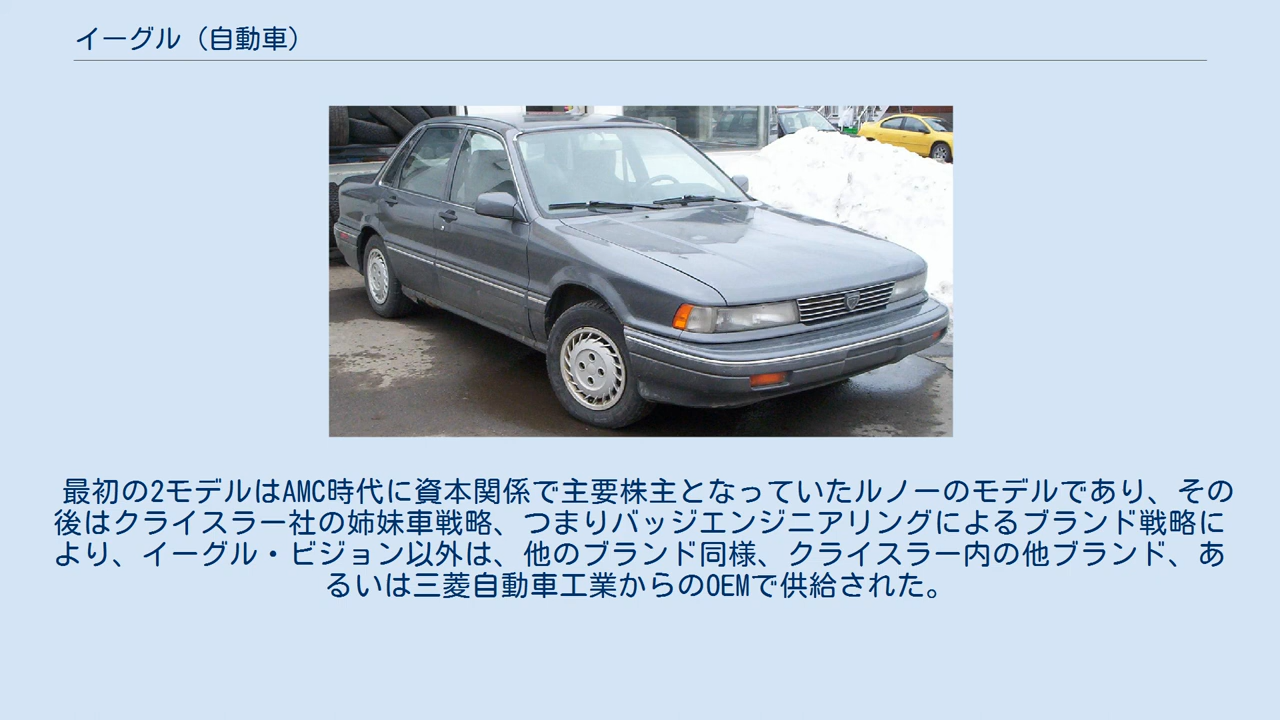 イーグル（自動車）
最初の2モデルはAMC時代に資本関係で主要株主となっていたルノーのモデルであり、その
後はクライスラー社の姉妹車戦略、つまりバッジエンジニアリングによるブランド戦略に
より、イーグル・ビジョン以外は、他のブランド同様、クライスラー内の他ブランド、あ
るいは三菱自動車工業からのOEMで供給された。